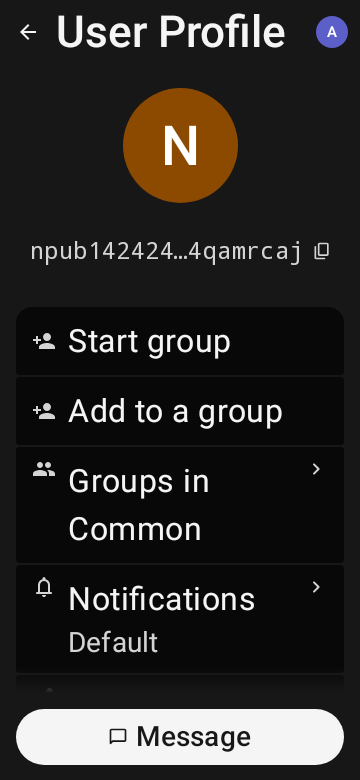 User Profile
A
N
npub142424…4qamrcaj
Start group
Add to a group
Groups in
Common
Notifications
Default
Message